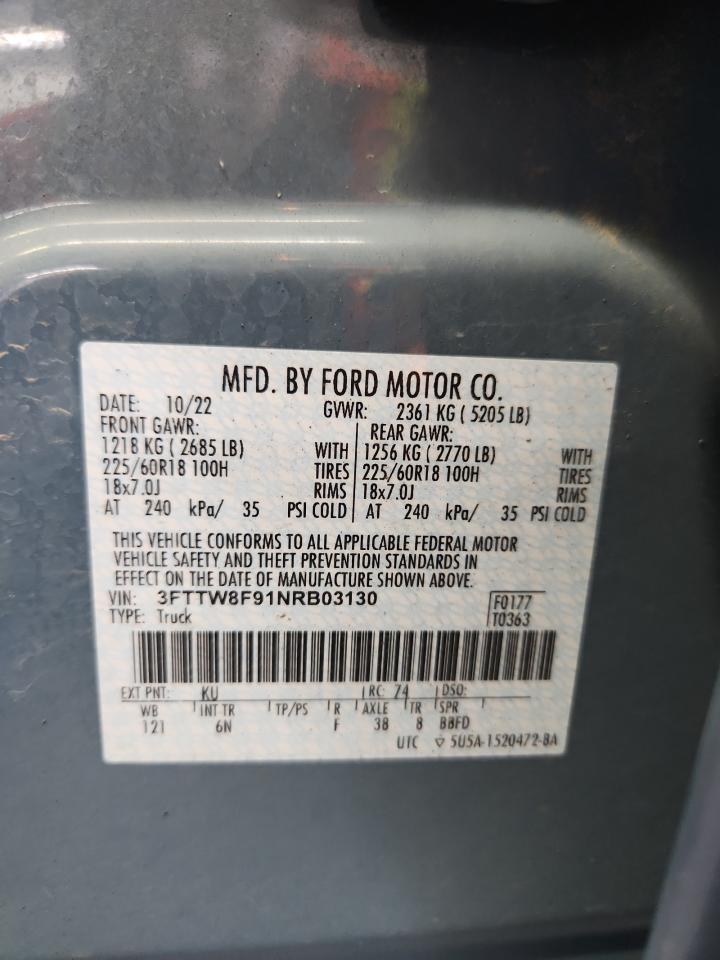 MFD. BY FORD MOTOR CO.
DATE: 10/22 GVWR: 2361 KG ( 5205 LB)
FRONT GAWR: REAR GAWR:
1218 KG ( 2685 LB) WITH 1256 KG ( 2770 LB) WITH
225/60R18 100H TIRES 225/60R18 100H TIRES
18x7.0J RIMS 18x7.0J RIMS
AT 240 kPa/ 35 PSI COLD AT 240 kPa/ 35 PSI COLD
THIS VEHICLE CONFORMS TO ALL APPLICABLE FEDERAL MOTOR
VEHICLE SAFETY AND THEFT PREVENTION STANDARDS IN
EFFECT ON THE DATE OF MANUFACTURE SHOWN ABOVE.
VIN: 3FTTW8F91NRB03130 F0177
TYPE: Truck T0363
EXT PNT: KU RC: 74 DSO:
WB INT TR TP/PS R AXLE TR SPR
121 6N F 38 8 BBFD
UTC ▽ 5U5A-1520472-BA